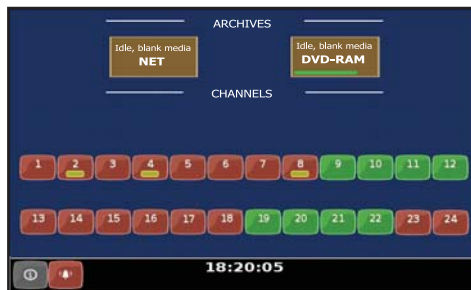 ARCHIVES
Idle, blank media
NET
Idle, blank media
DVD-RAM
CHANNELS
1 2 3 4 5 6 7 8 9 10 11 12
13 14 15 16 17 18 19 20 21 22 23 24
18:20:05